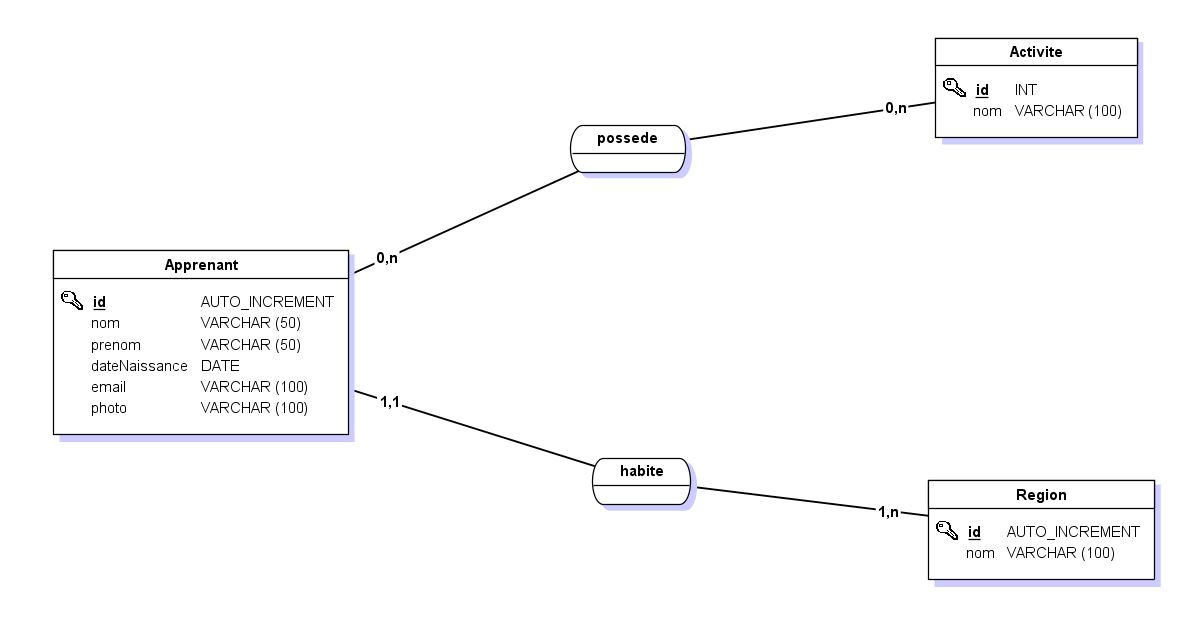 Activite
id INT
nom VARCHAR (100)
0,n
possede
0,n
Apprenant
id AUTO_INCREMENT
nom VARCHAR (50)
prenom VARCHAR (50)
dateNaissance DATE
email VARCHAR (100)
photo VARCHAR (100)
1,1
habite
1,n
Region
id AUTO_INCREMENT
nom VARCHAR (100)